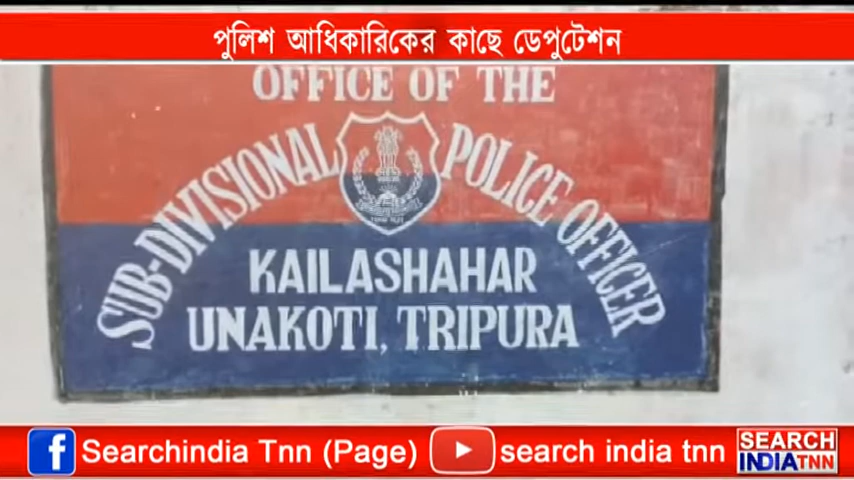 পুলিশ আধিকারিকের কাছে ডেপুটেশন
OFFICE OF THE
SUB-DIVISIONAL POLICE OFFICER
KAILASHAHAR
UNAKOTI, TRIPURA
f Searchindia Tnn (Page) search india tnn
SEARCH
INDIATNN